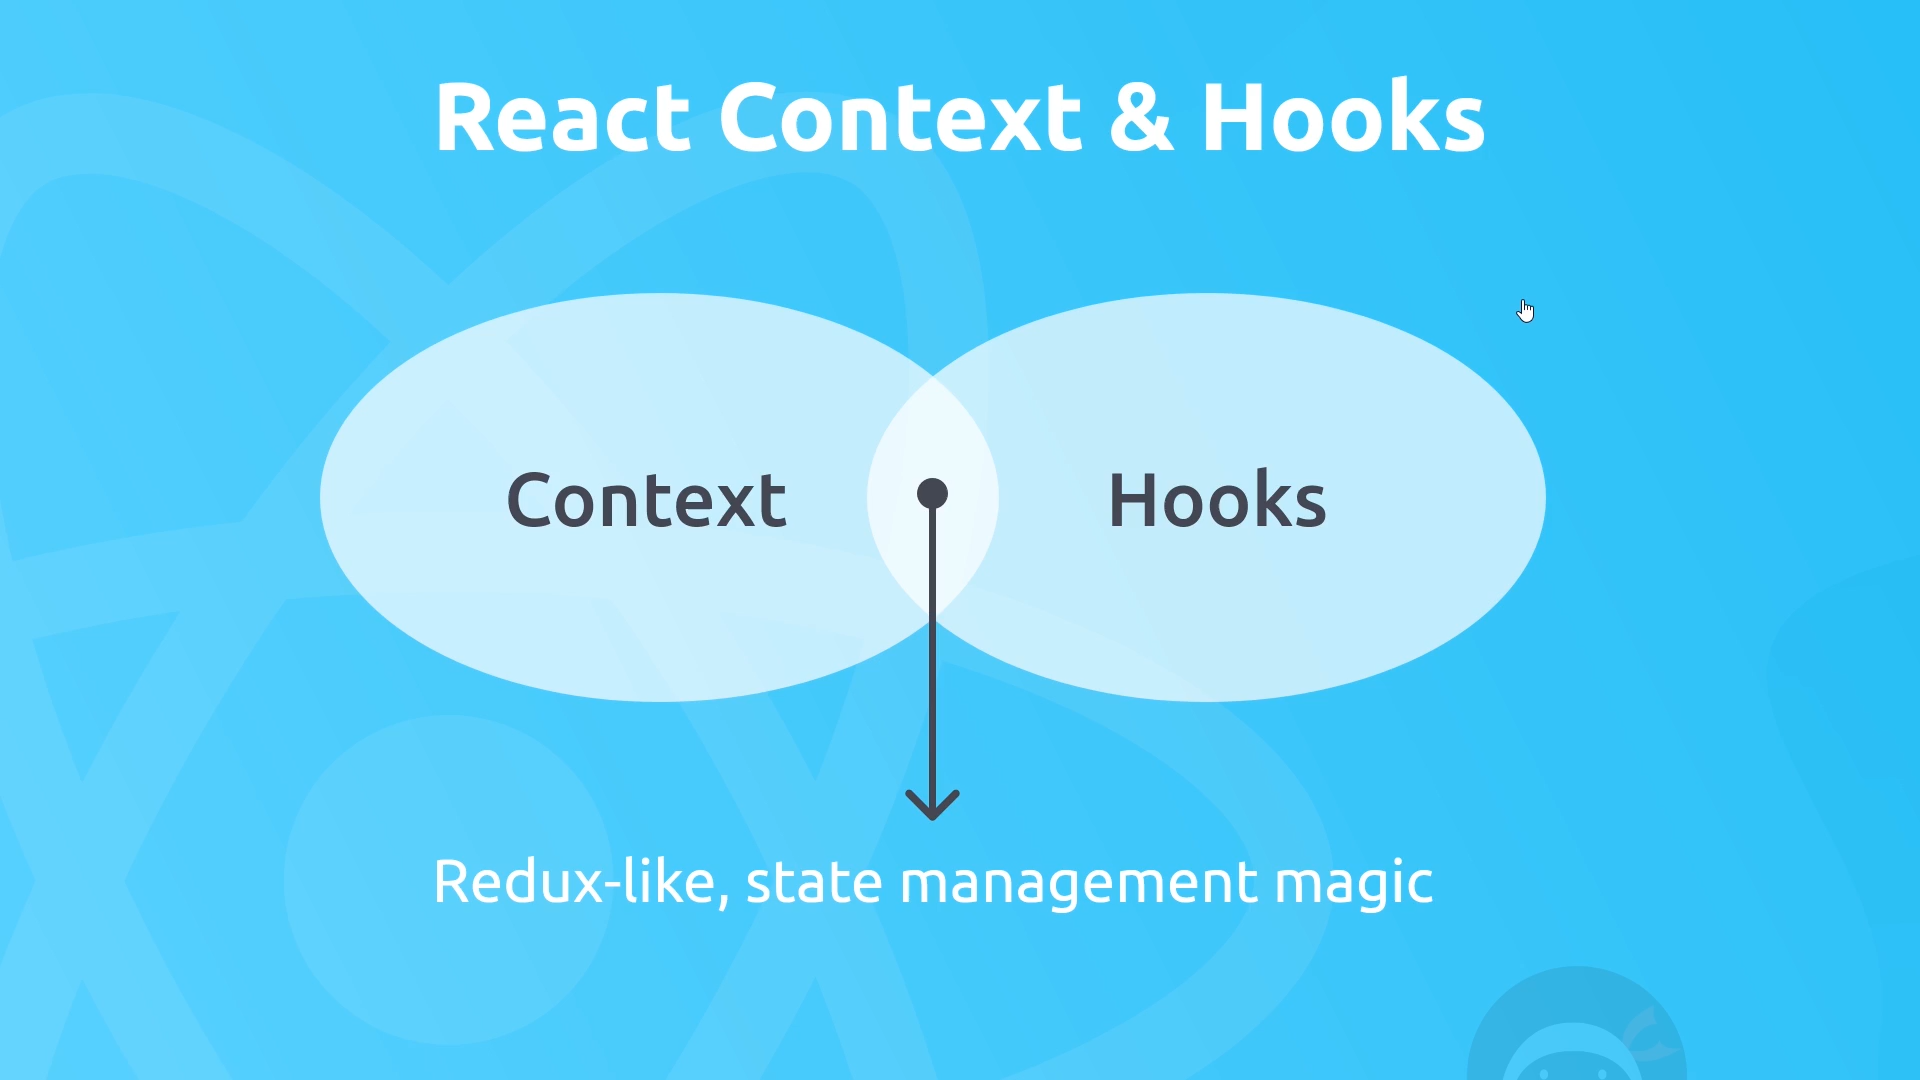 React Context & Hooks
Context
Hooks
Redux-like, state management magic